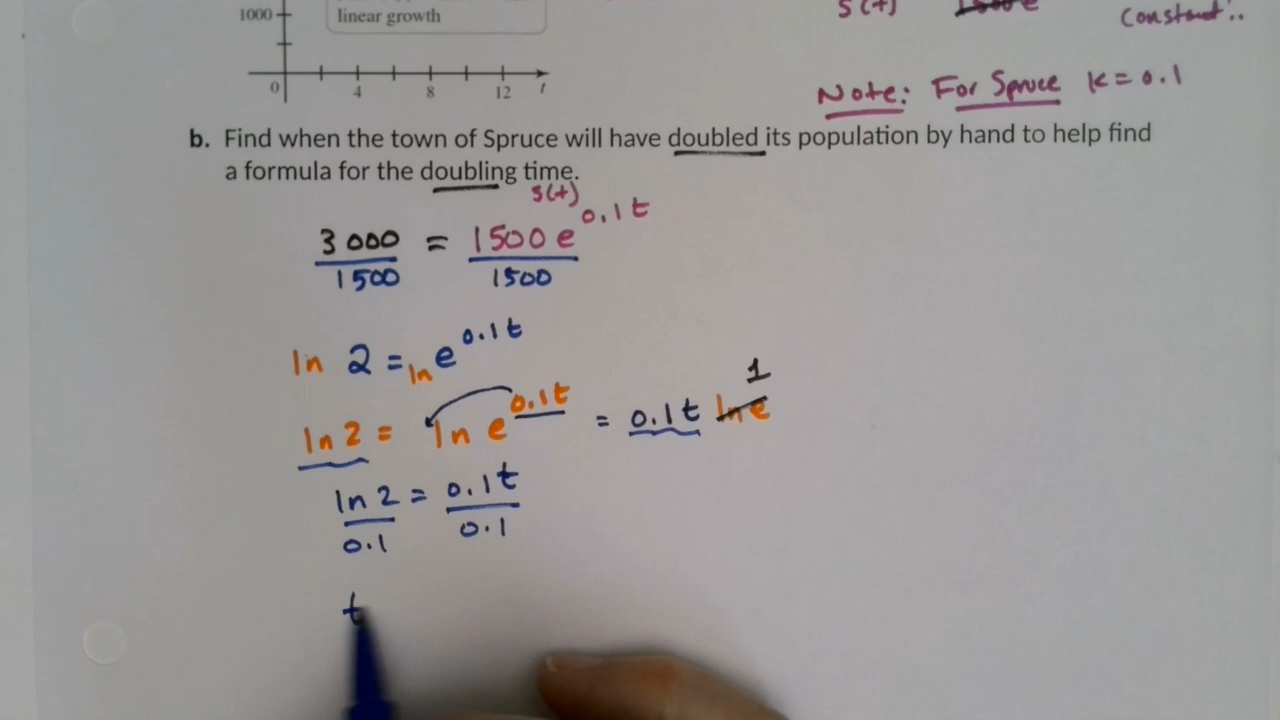 1000
linear growth
S(t)
constant..
0 4 8 12 t
Note: For Spruce k = 0.1
b. Find when the town of Spruce will have doubled its population by hand to help find
a formula for the doubling time.
S(t)
3000 = 1500 e 0.1t
1500 1500
ln 2 = ln e 0.1t
1
ln 2 = ln e 0.1t = 0.1t ln e
ln 2 = 0.1t
0.1 0.1
t